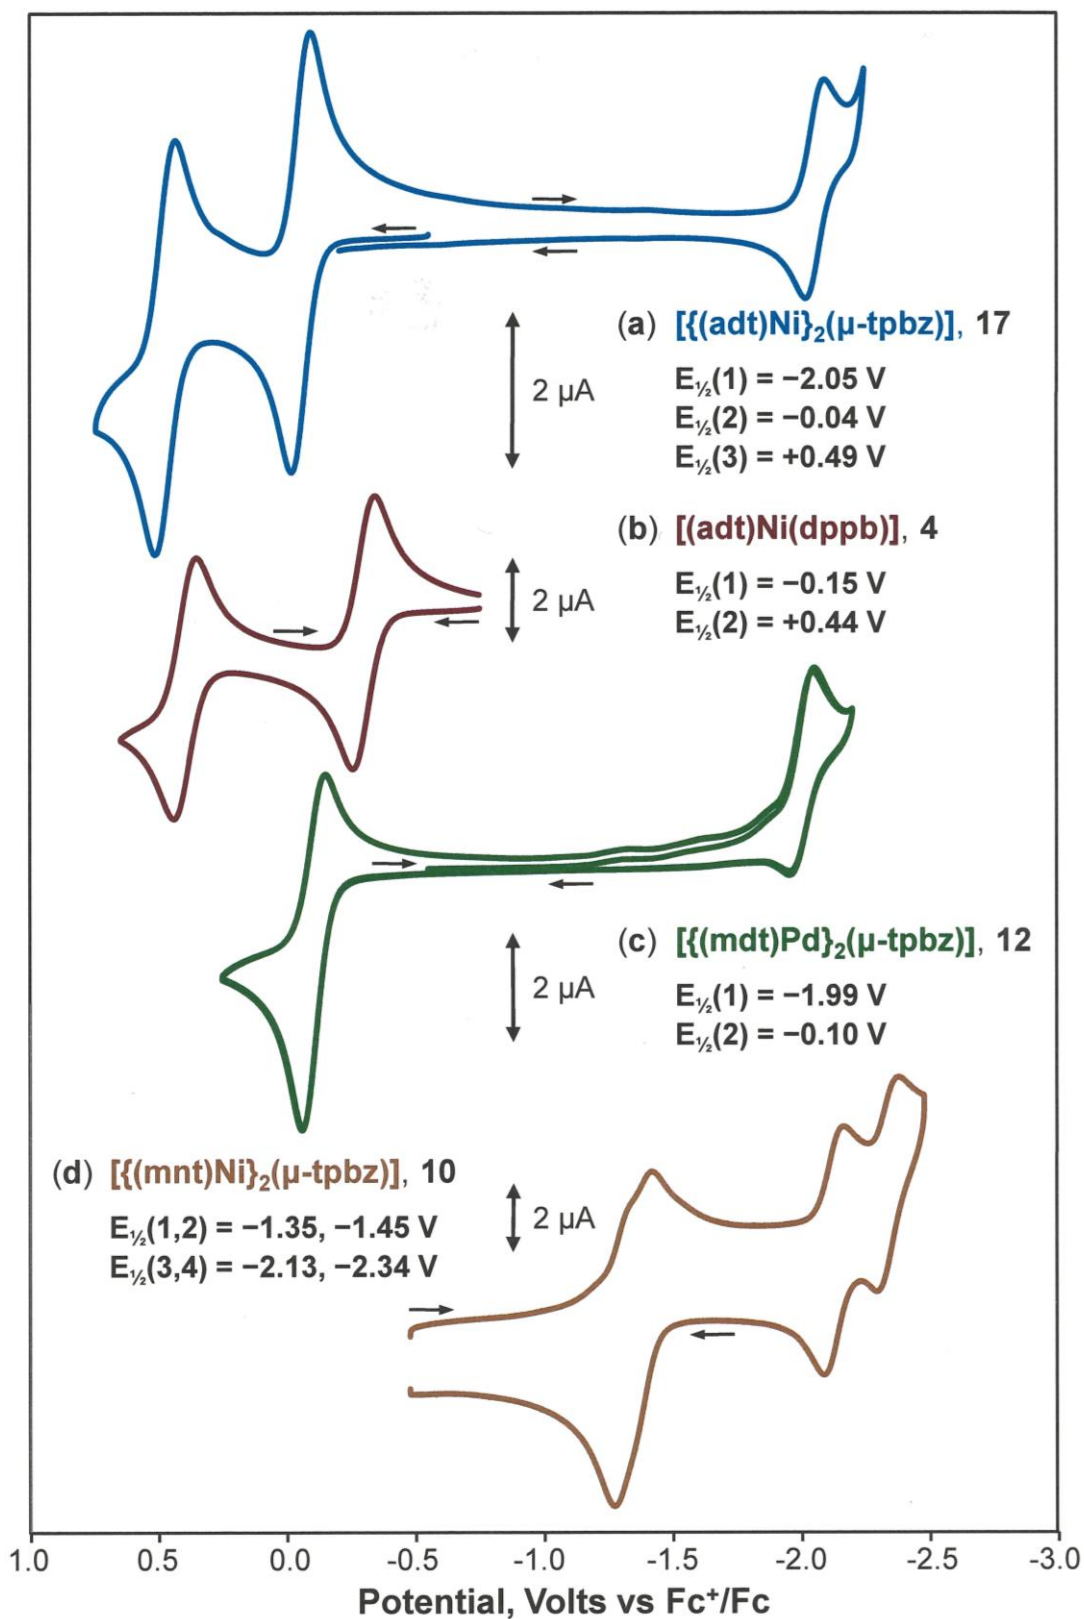 (a) [{(adt)Ni}₂(μ-tpbz)], 17
2 μA
E½(1) = −2.05 V
E½(2) = −0.04 V
E½(3) = +0.49 V
(b) [(adt)Ni(dppb)], 4
2 μA
E½(1) = −0.15 V
E½(2) = +0.44 V
(c) [{(mdt)Pd}₂(μ-tpbz)], 12
2 μA
E½(1) = −1.99 V
E½(2) = −0.10 V
(d) [{(mnt)Ni}₂(μ-tpbz)], 10
2 μA
E½(1,2) = −1.35, −1.45 V
E½(3,4) = −2.13, −2.34 V
1.0 0.5 0.0 -0.5 -1.0 -1.5 -2.0 -2.5 -3.0
Potential, Volts vs Fc⁺/Fc